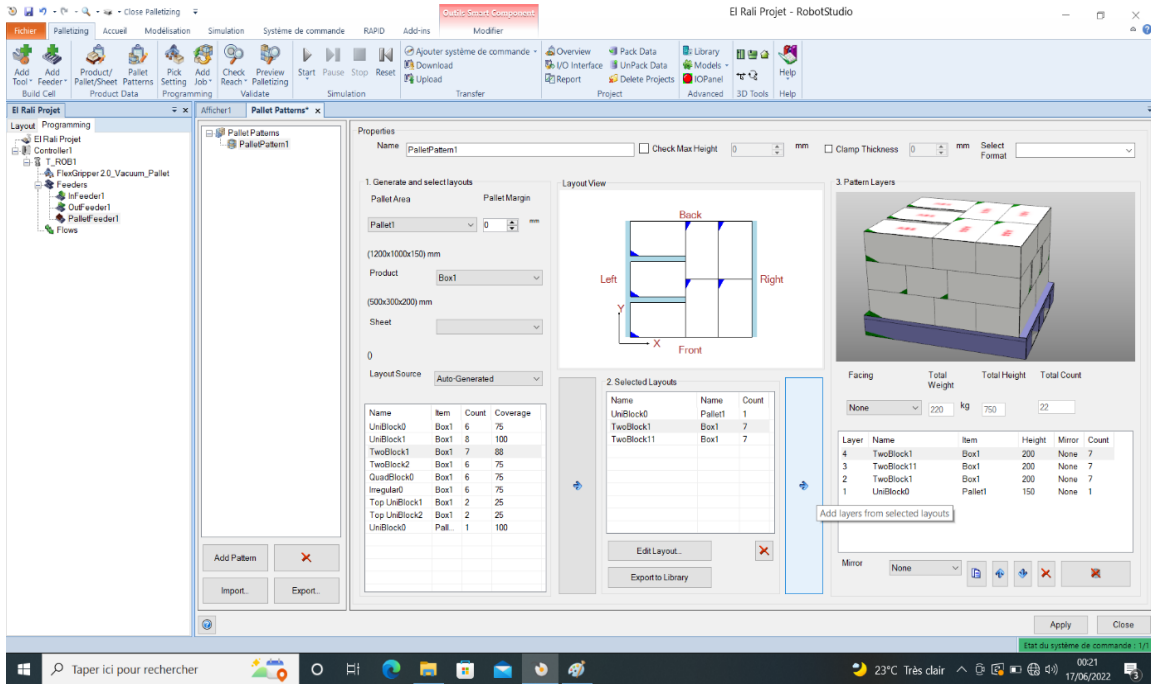 Close Palletizing
Outils Smart Component
El Rali Projet - RobotStudio
Fichier Palletizing Accueil Modélisation Simulation Système de commande RAPID Add-ins Modifier
Add Tool Add Feeder Product/ Pallet/Sheet Pallet Patterns Pick Setting Add Job Check Reach Preview Palletizing Start Pause Stop Reset
Ajouter système de commande Overview Pack Data Library
Download I/O Interface UnPack Data Models
Upload Report Delete Projects IOPanel Help
Build Cell Product Data Programming Validate Simulation Transfer Project Advanced 3D Tools Help
El Rali Projet
Afficher1 Pallet Patterns*
Layout Programming
El Rali Projet
Controller1
T_ROB1
FlexGripper 2.0_Vacuum_Pallet
Feeders
InFeeder1
OutFeeder1
PalletFeeder1
Flows
Pallet Patterns
PalletPattern1
Add Pattern
Import... Export...
Properties
Name PalletPattern1 Check Max Height 0 mm Clamp Thickness 0 mm Select Format
1. Generate and select layouts
Pallet Area Pallet Margin
Pallet1 0 mm
(1200x1000x150) mm
Product Box1
(500x300x200) mm
Sheet
()
Layout Source Auto-Generated
Name Item Count Coverage
UniBlock0 Box1 6 75
UniBlock1 Box1 8 100
TwoBlock1 Box1 7 88
TwoBlock2 Box1 6 75
QuadBlock0 Box1 6 75
Irregular0 Box1 6 75
Top UniBlock1 Box1 2 25
Top UniBlock2 Box1 2 25
UniBlock0 Pall... 1 100
Layout View
Back
Left Right
Y
X
Front
2. Selected Layouts
Name Name Count
UniBlock0 Pallet1 1
TwoBlock1 Box1 7
TwoBlock11 Box1 7
Edit Layout...
Export to Library
3. Pattern Layers
Facing Total Weight Total Height Total Count
None 220 kg 750 22
Layer Name Item Height Mirror Count
4 TwoBlock1 Box1 200 None 7
3 TwoBlock11 Box1 200 None 7
2 TwoBlock1 Box1 200 None 7
1 UniBlock0 Pallet1 150 None 1
Add layers from selected layouts
Mirror None
Apply Close
Etat du système de commande : 1/1
Taper ici pour rechercher
23°C Très clair
00:21
17/06/2022
3